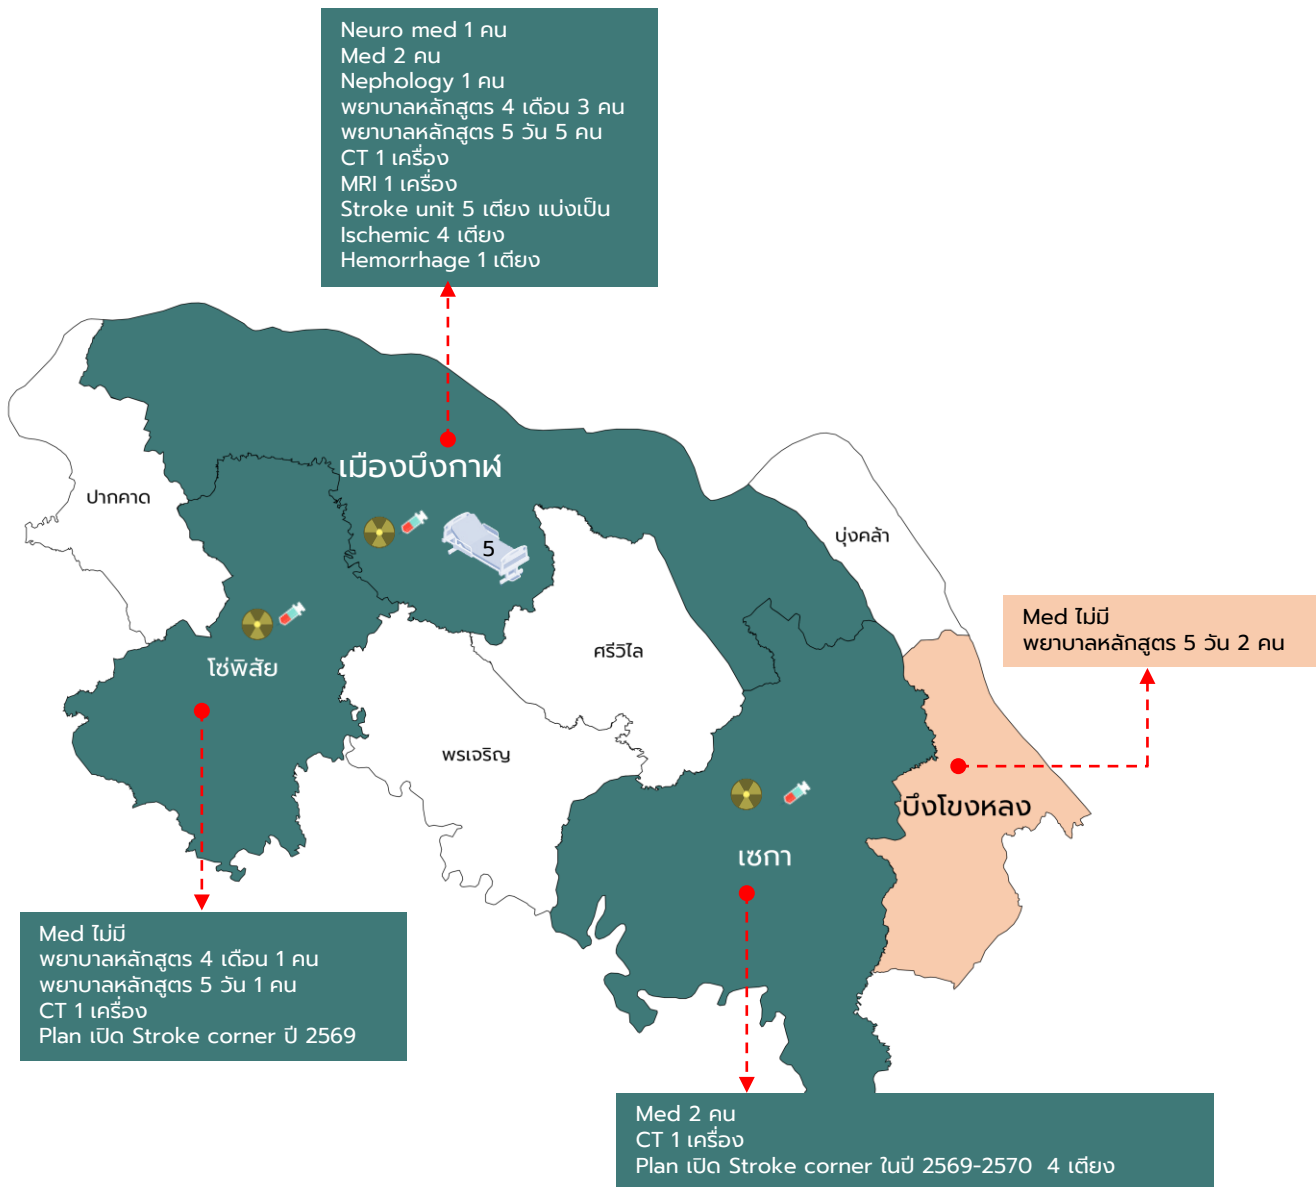 Neuro med 1 คน
Med 2 คน
Nephology 1 คน
พยาบาลหลักสูตร 4 เดือน 3 คน
พยาบาลหลักสูตร 5 วัน 5 คน
CT 1 เครื่อง
MRI 1 เครื่อง
Stroke unit 5 เตียง แบ่งเป็น
Ischemic 4 เตียง
Hemorrhage 1 เตียง
เมืองบึงกาฬ
ปากคาด
5
บุ่งคล้า
Med ไม่มี
พยาบาลหลักสูตร 5 วัน 2 คน
ศรีวิไล
โซ่พิสัย
พรเจริญ
บึงโขงหลง
เซกา
Med ไม่มี
พยาบาลหลักสูตร 4 เดือน 1 คน
พยาบาลหลักสูตร 5 วัน 1 คน
CT 1 เครื่อง
Plan เปิด Stroke corner ปี 2569
Med 2 คน
CT 1 เครื่อง
Plan เปิด Stroke corner ในปี 2569-2570 4 เตียง